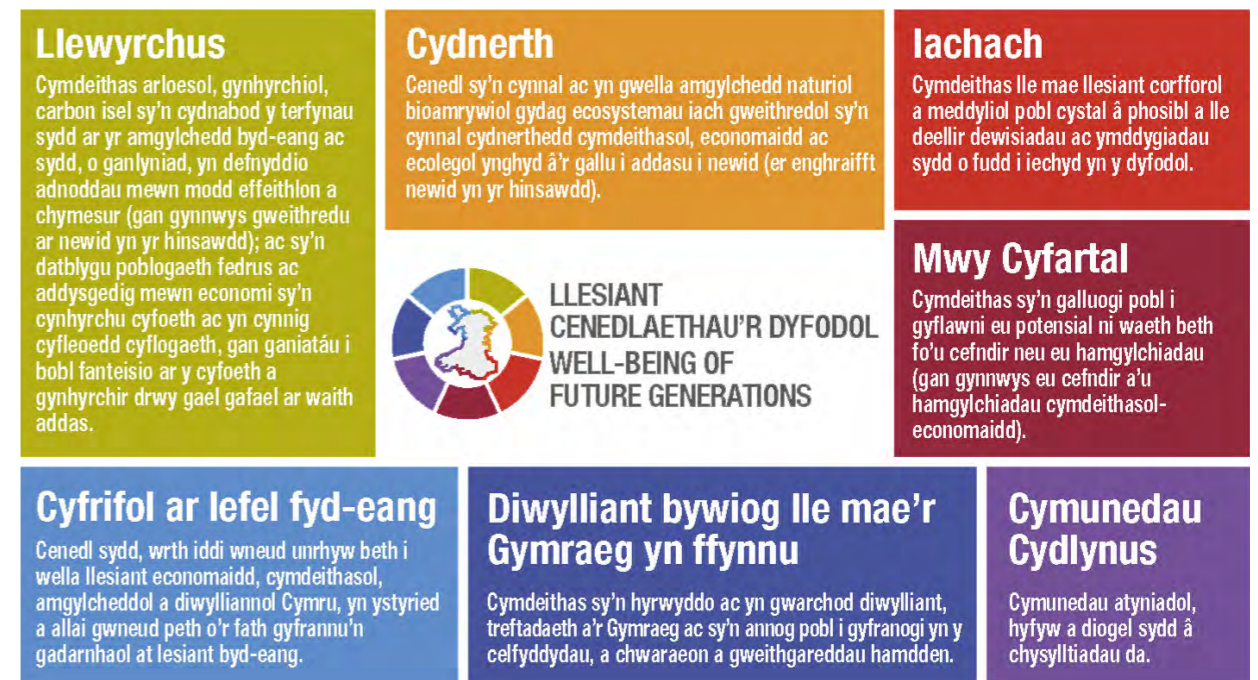 Llewyrchus
Cymdeithas arloesol, gynhyrchiol,
carbon isel sy'n cydnabod y terfynau
sydd ar yr amgylchedd byd-eang ac
sydd, o ganlyniad, yn defnyddio
adnoddau mewn modd effeithlon a
chymesur (gan gynnwys gweithredu
ar newid yn yr hinsawdd); ac sy'n
datblygu poblogaeth fedrus ac
addysgedig mewn economi sy'n
cynhyrchu cyfoeth ac yn cynnig
cyfleoedd cyflogaeth, gan ganiatáu i
bobl fanteisio ar y cyfoeth a
gynhyrchir drwy gael gafael ar waith
addas.
Cydnerth
Cenedl sy'n cynnal ac yn gwella amgylchedd naturiol
bioamrywiol gydag ecosystemau iach gweithredol sy'n
cynnal cydnerthedd cymdeithasol, economaidd ac
ecolegol ynghyd â'r gallu i addasu i newid (er enghraifft
newid yn yr hinsawdd).
Iachach
Cymdeithas lle mae llesiant corfforol
a meddyliol pobl cystal â phosibl a lle
deellir dewisiadau ac ymddygiadau
sydd o fudd i iechyd yn y dyfodol.
LLESIANT
CENEDLAETHAU'R DYFODOL
WELL-BEING OF
FUTURE GENERATIONS
Mwy Cyfartal
Cymdeithas sy'n galluogi pobl i
gyflawni eu potensial ni waeth beth
fo'u cefndir neu eu hamgylchiadau
(gan gynnwys eu cefndir a'u
hamgylchiadau cymdeithasol-
economaidd).
Cyfrifol ar lefel fyd-eang
Cenedl sydd, wrth iddi wneud unrhyw beth i
wella llesiant economaidd, cymdeithasol,
amgylcheddol a diwylliannol Cymru, yn ystyried
a allai gwneud peth o'r fath gyfrannu'n
gadarnhaol at lesiant byd-eang.
Diwylliant bywiog lle mae'r
Gymraeg yn ffynnu
Cymdeithas sy'n hyrwyddo ac yn gwarchod diwylliant,
treftadaeth a'r Gymraeg ac sy'n annog pobl i gyfranogi yn y
celfyddydau, a chwaraeon a gweithgareddau hamdden.
Cymunedau
Cydlynus
Cymunedau atyniadol,
hyfyw a diogel sydd â
chysylltiadau da.